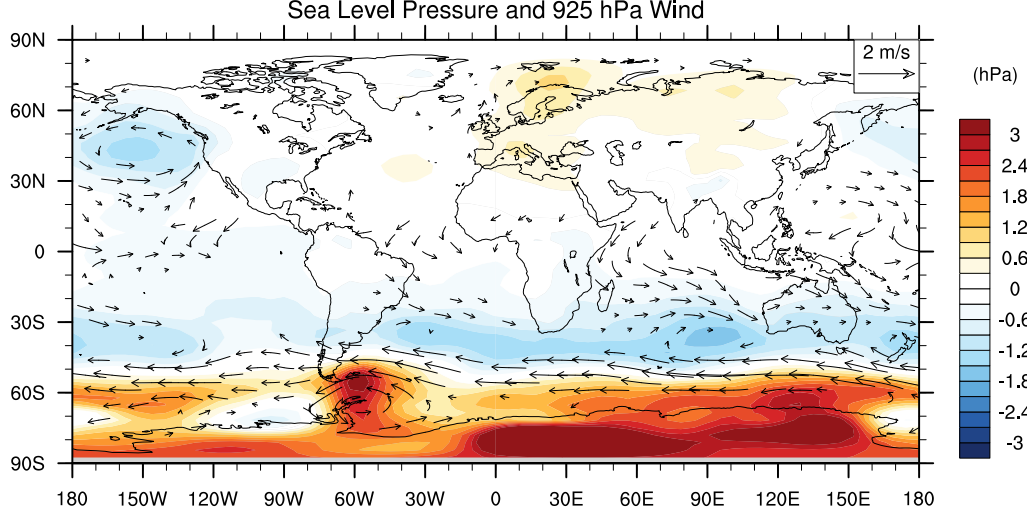 Sea Level Pressure and 925 hPa Wind
90N
60N
30N
0
30S
60S
90S
180 150W 120W 90W 60W 30W 0 30E 60E 90E 120E 150E 180
2 m/s
(hPa)
3
2.4
1.8
1.2
0.6
0
-0.6
-1.2
-1.8
-2.4
-3